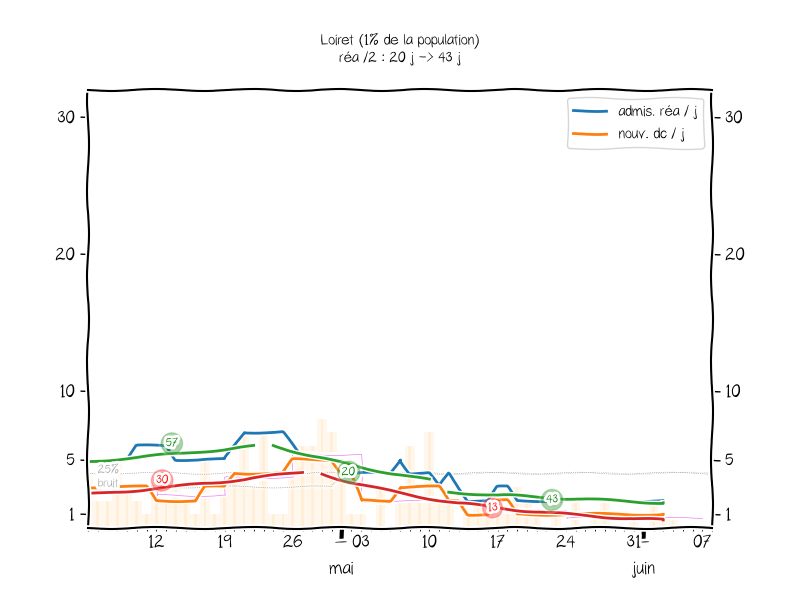 Loiret (1% de la population)
réa /2 : 20 j -> 43 j
admis. réa / j
nouv. dc / j
30
30
20
20
10
10
5
5
1
1
57
30
20
13
43
25%
bruit
12 19 26 03 10 17 24 31 07
mai juin